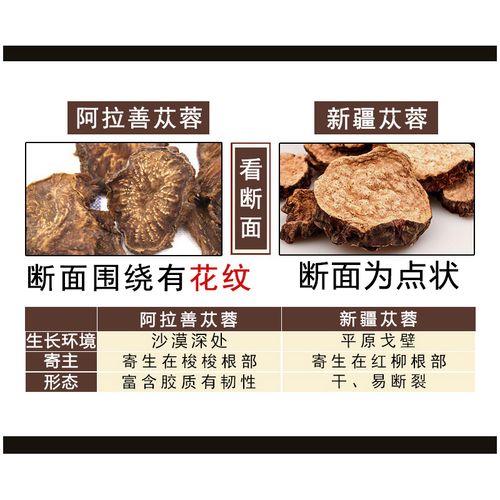 阿拉善苁蓉
新疆苁蓉
看断面
断面围绕有花纹
断面为点状
阿拉善苁蓉 新疆苁蓉
生长环境 沙漠深处 平原戈壁
寄主 寄生在梭梭根部 寄生在红柳根部
形态 富含胶质有韧性 干、易断裂